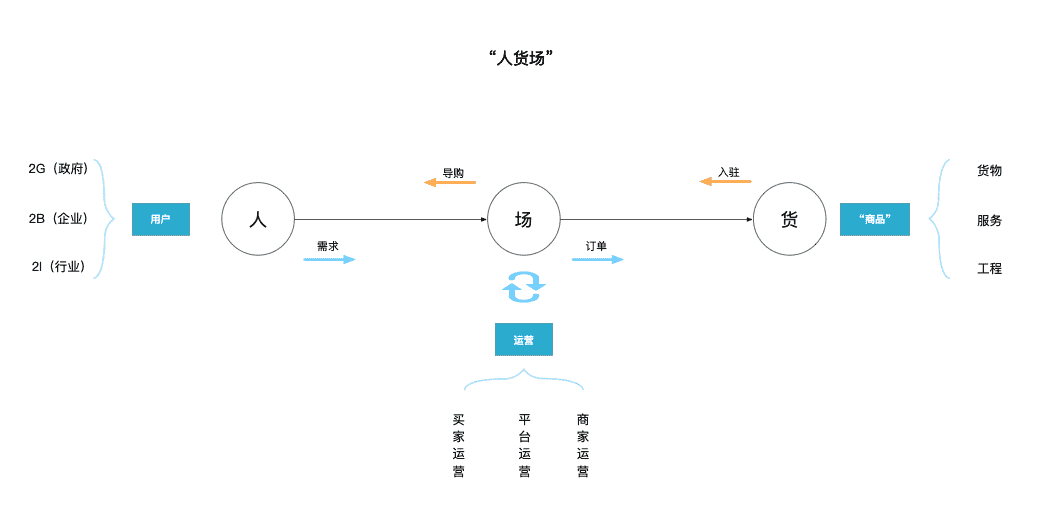 “人货场”
2G（政府）
2B（企业）
2I（行业）
用户
人
需求
导购
场
订单
入驻
货
“商品”
货物
服务
工程
运营
买家运营
平台运营
商家运营